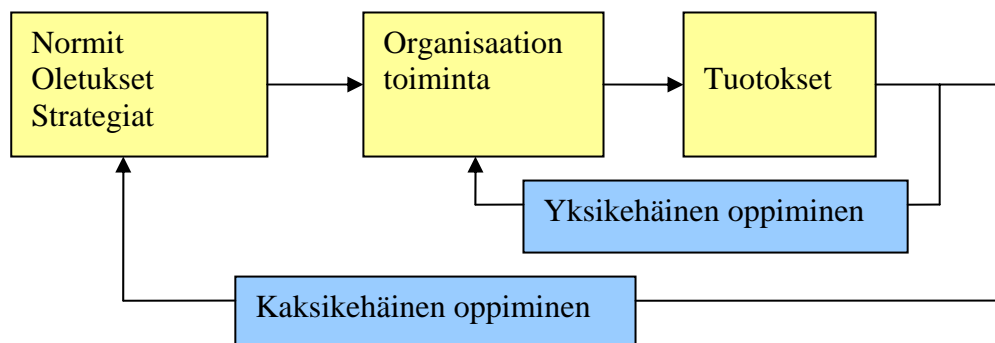 Normit
Oletukset
Strategiat
Organisaation
toiminta
Tuotokset
Yksikehäinen oppiminen
Kaksikehäinen oppiminen